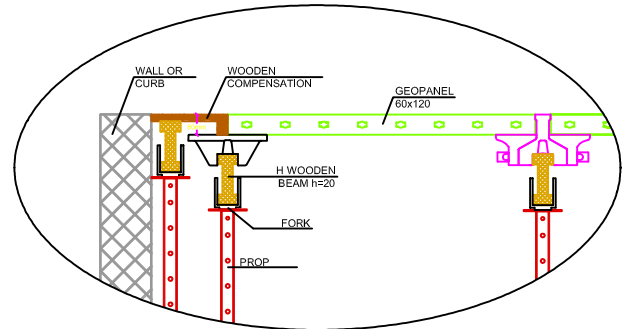 WALL OR
CURB
WOODEN
COMPENSATION
GEOPANEL
60x120
H WOODEN
BEAM h=20
FORK
PROP